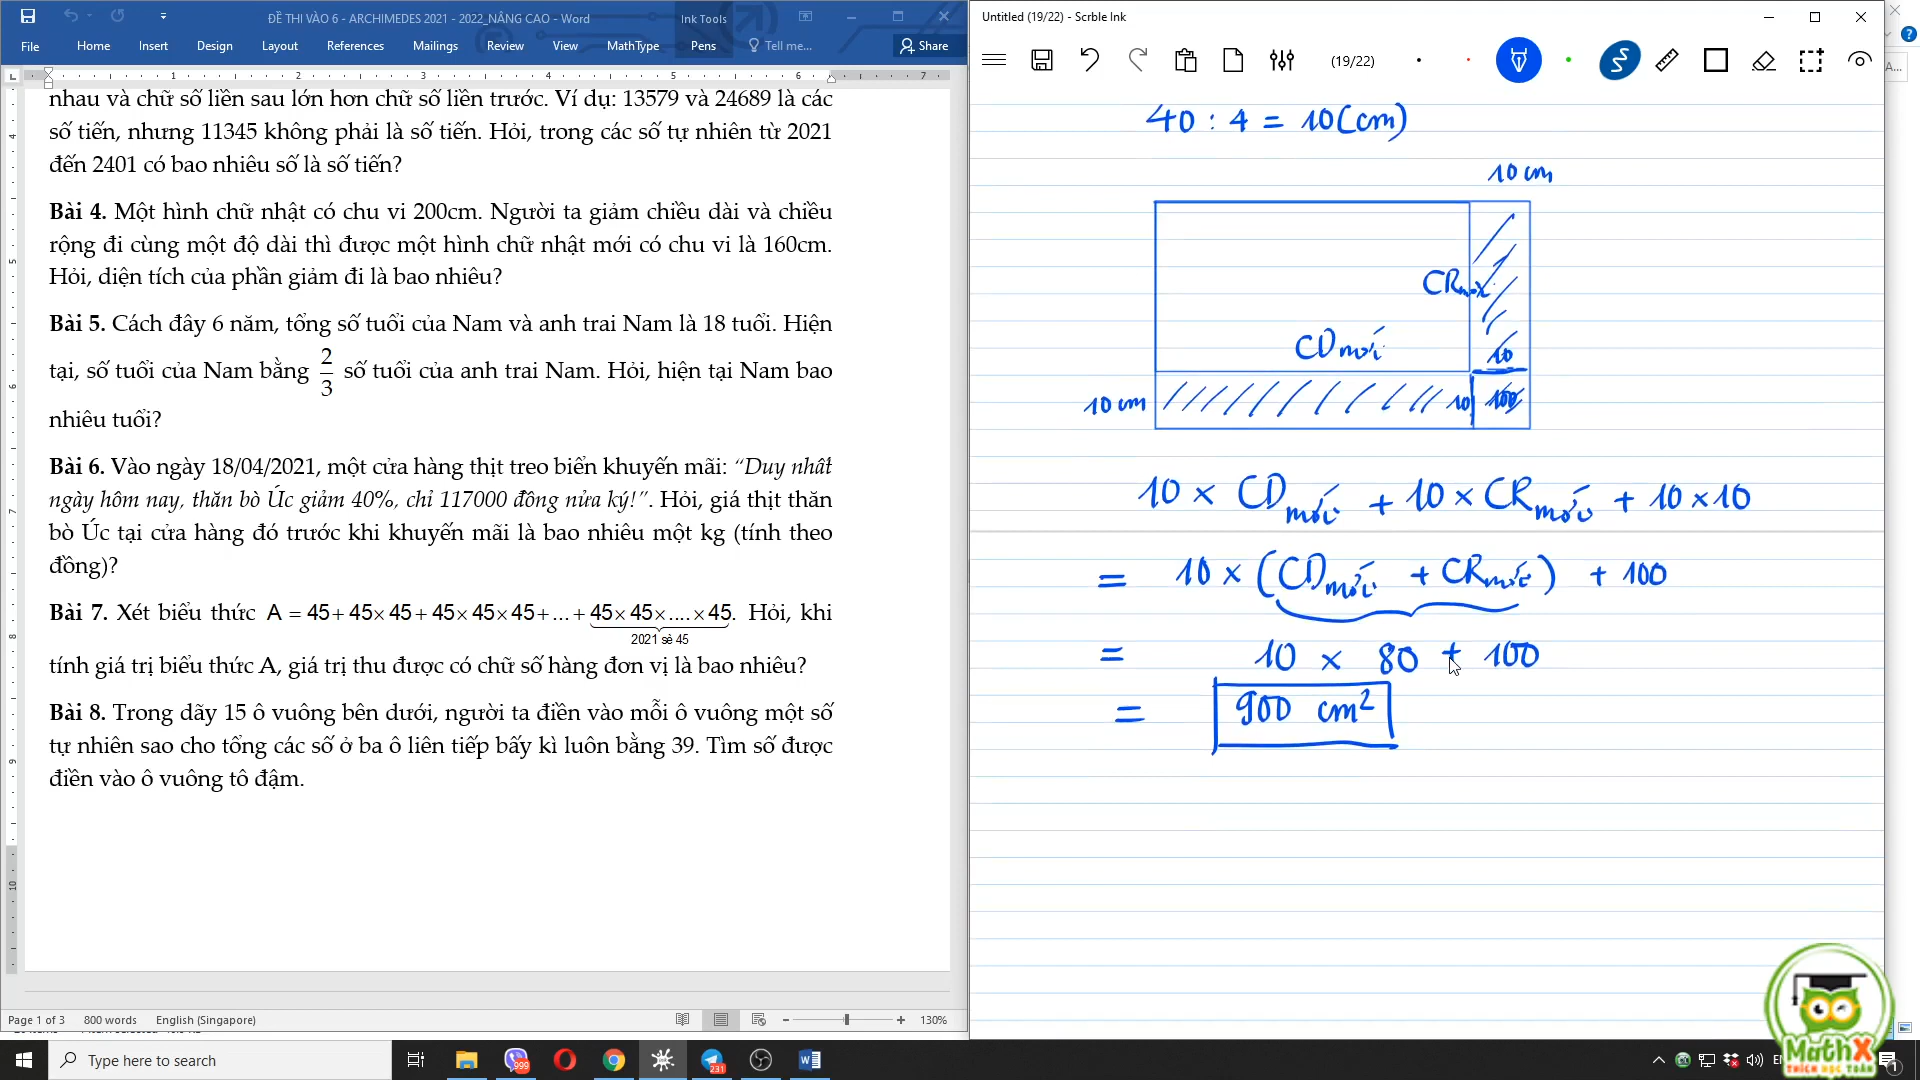 ĐỀ THI VÀO 6 - ARCHIMEDES 2021 - 2022_NÂNG CAO - Word
Ink Tools
File Home Insert Design Layout References Mailings Review View MathType Pens Tell me... Share
1 2 3 4 5 6 7
nhau và chữ số liền sau lớn hơn chữ số liền trước. Ví dụ: 13579 và 24689 là các
số tiến, nhưng 11345 không phải là số tiến. Hỏi, trong các số tự nhiên từ 2021
đến 2401 có bao nhiêu số là số tiến?
Bài 4. Một hình chữ nhật có chu vi 200cm. Người ta giảm chiều dài và chiều
rộng đi cùng một độ dài thì được một hình chữ nhật mới có chu vi là 160cm.
Hỏi, diện tích của phần giảm đi là bao nhiêu?
Bài 5. Cách đây 6 năm, tổng số tuổi của Nam và anh trai Nam là 18 tuổi. Hiện
tại, số tuổi của Nam bằng 2/3 số tuổi của anh trai Nam. Hỏi, hiện tại Nam bao
nhiêu tuổi?
Bài 6. Vào ngày 18/04/2021, một cửa hàng thịt treo biển khuyến mãi: “Duy nhất
ngày hôm nay, thăn bò Úc giảm 40%, chỉ 117000 đồng nửa ký!”. Hỏi, giá thịt thăn
bò Úc tại cửa hàng đó trước khi khuyến mãi là bao nhiêu một kg (tính theo
đồng)?
Bài 7. Xét biểu thức A = 45 + 45 × 45 + 45 × 45 × 45 + ... + 45 × 45 × .... × 45. Hỏi, khi
2021 sè 45
tính giá trị biểu thức A, giá trị thu được có chữ số hàng đơn vị là bao nhiêu?
Bài 8. Trong dãy 15 ô vuông bên dưới, người ta điền vào mỗi ô vuông một số
tự nhiên sao cho tổng các số ở ba ô liên tiếp bấy kì luôn bằng 39. Tìm số được
điền vào ô vuông tô đậm.
Page 1 of 3 800 words English (Singapore) 130%
Untitled (19/22) - Scrble Ink
(19/22)
40 : 4 = 10 (cm)
10 cm
CRmới
CDmới
10
10 cm 10 100
10 × CDmới + 10 × CRmới + 10 × 10
= 10 × (CDmới + CRmới) + 100
= 10 × 80 + 100
= 900 cm²
A...
MathX
THÍCH HỌC TOÁN
Type here to search
999
231
1